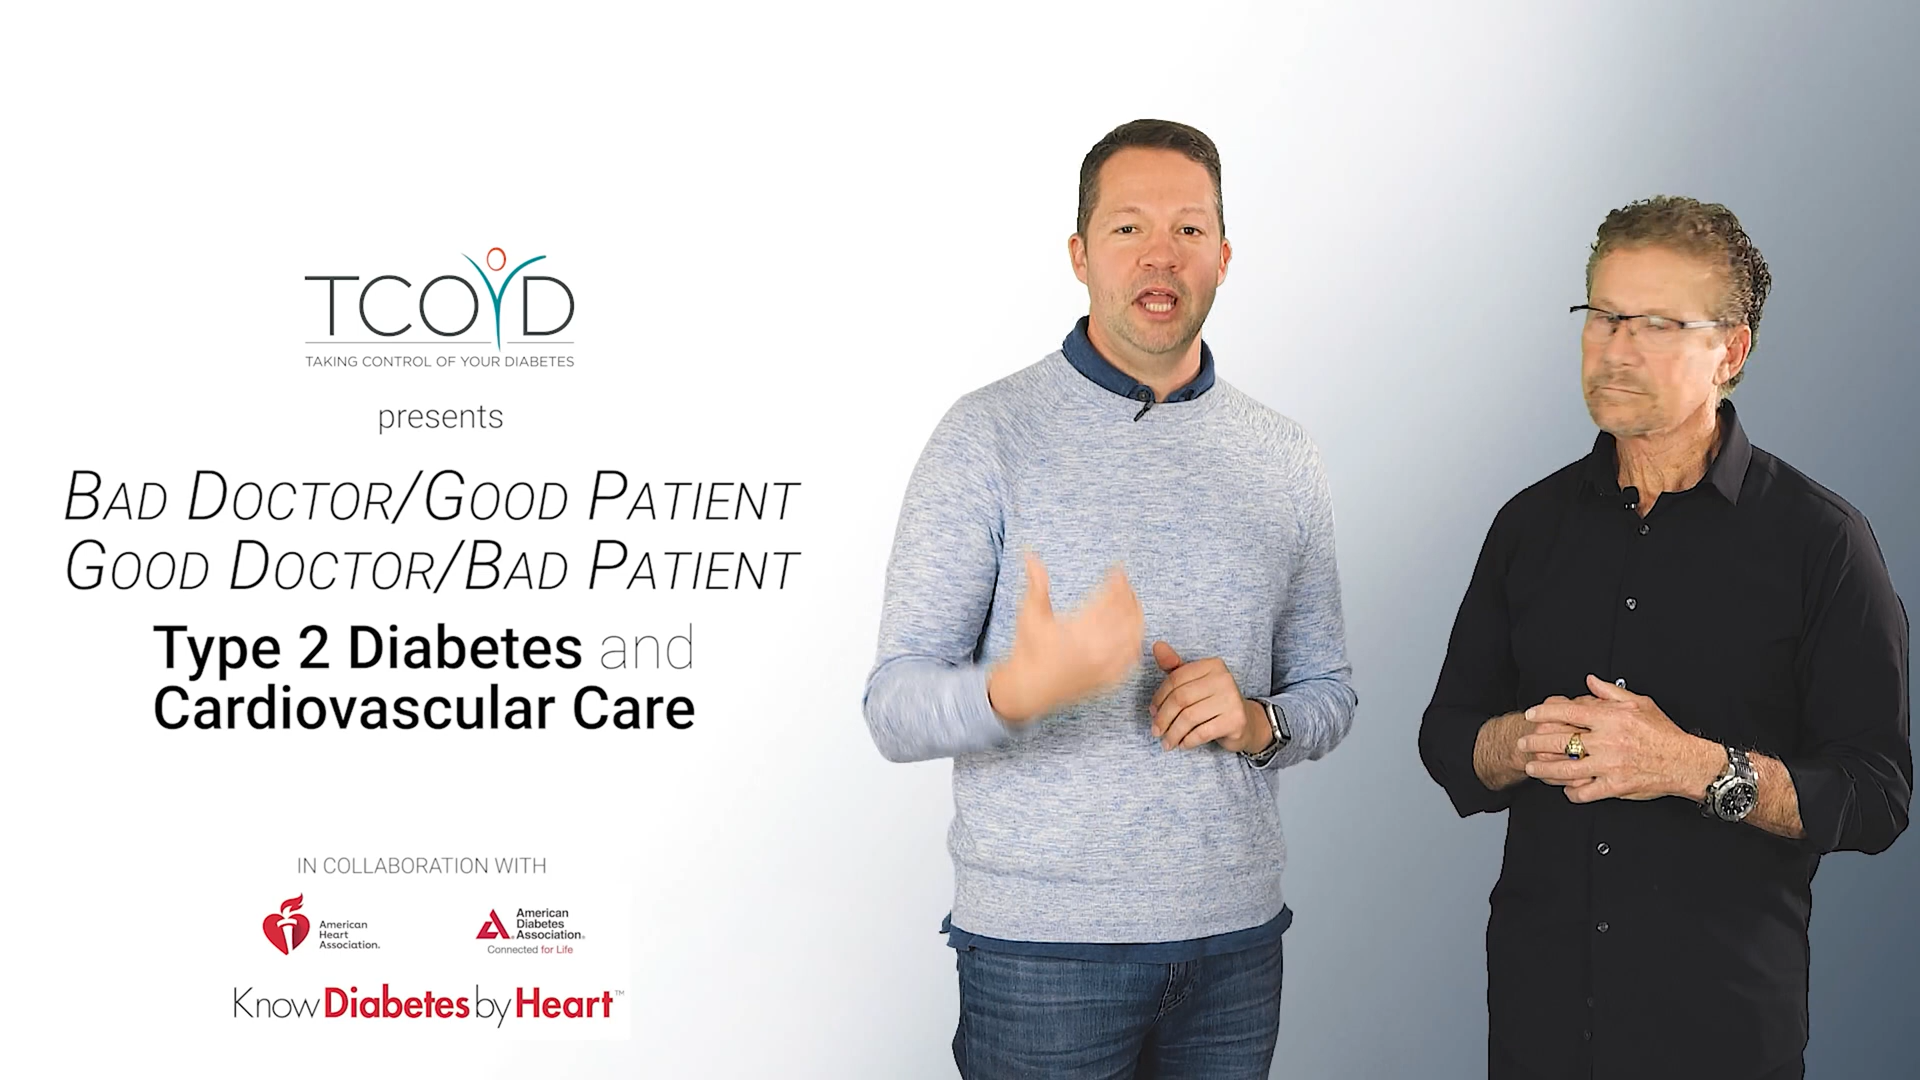 TCOYD
TAKING CONTROL OF YOUR DIABETES
presents
BAD DOCTOR/GOOD PATIENT
GOOD DOCTOR/BAD PATIENT
Type 2 Diabetes and
Cardiovascular Care
IN COLLABORATION WITH
American
Heart
Association.
American
Diabetes
Association.
Connected for Life
Know Diabetes by Heart™